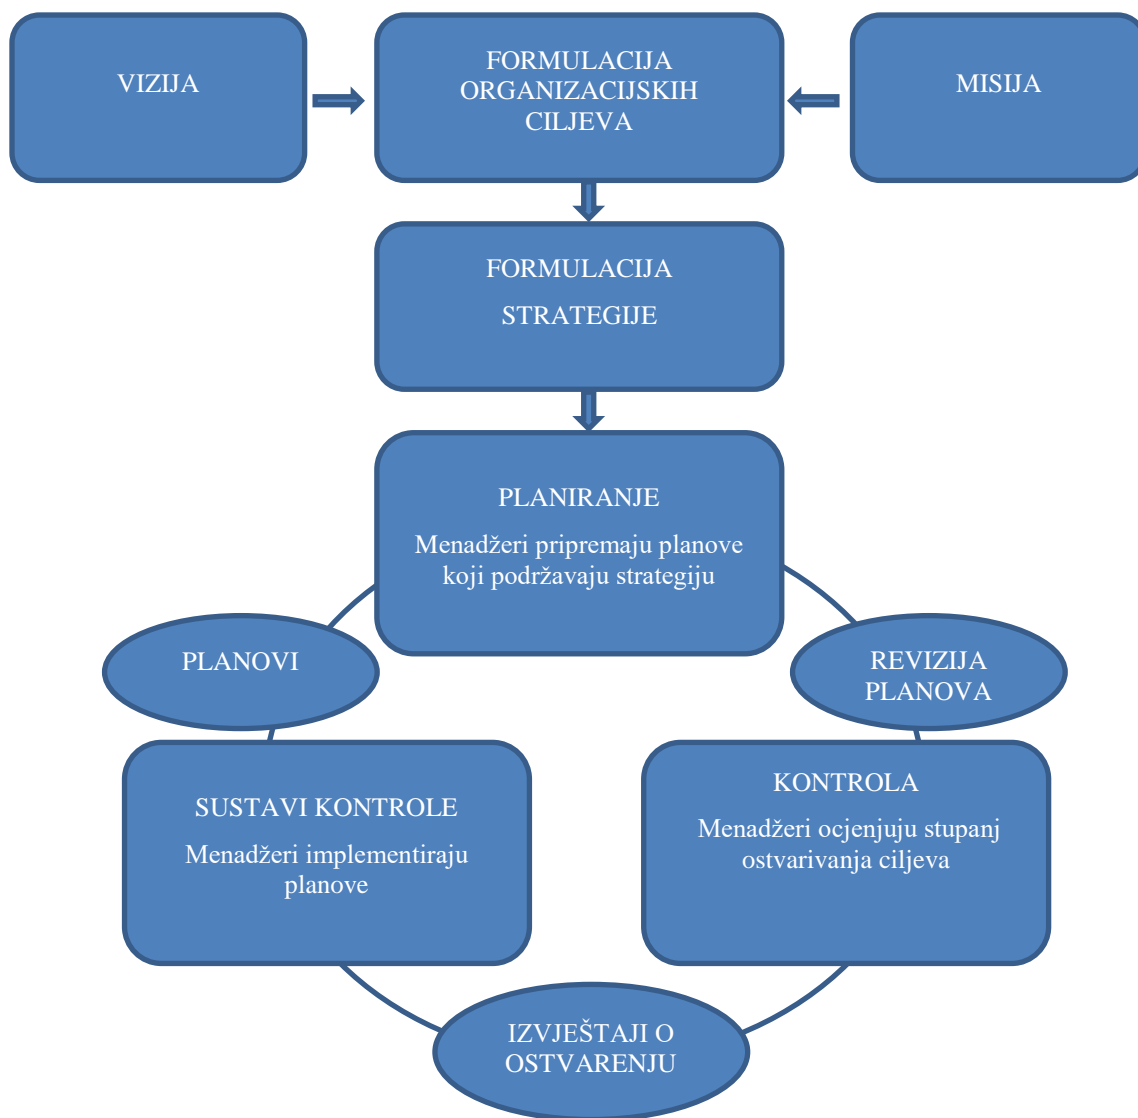 VIZIJA
FORMULACIJA
ORGANIZACIJSKIH
CILJEVA
MISIJA
FORMULACIJA
STRATEGIJE
PLANIRANJE
Menadžeri pripremaju planove
koji podržavaju strategiju
PLANOVI
REVIZIJA
PLANOVA
SUSTAVI KONTROLE
Menadžeri implementiraju
planove
KONTROLA
Menadžeri ocjenjuju stupanj
ostvarivanja ciljeva
IZVJEŠTAJI O
OSTVARENJU